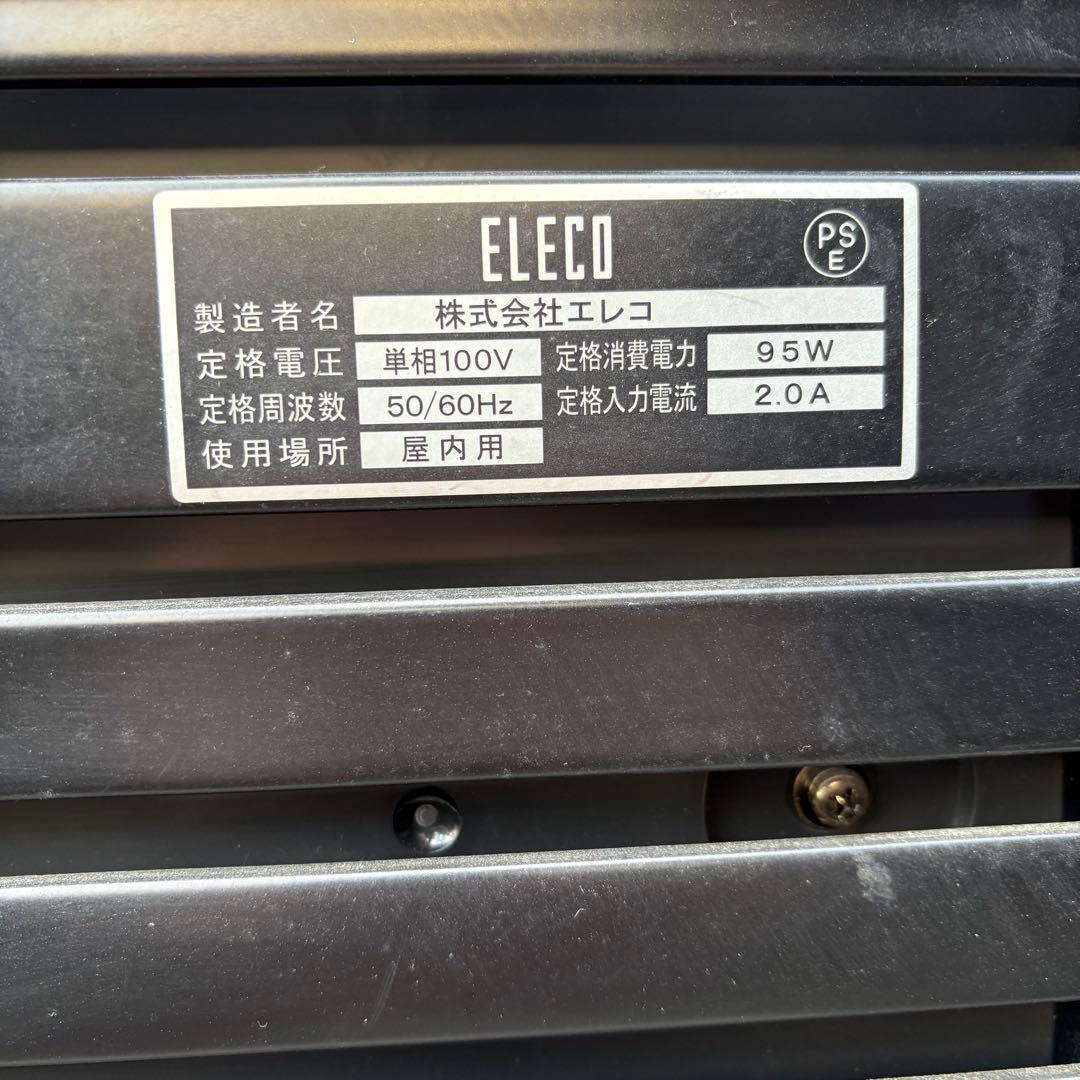 ELECO
PS
E
製造者名 株式会社エレコ
定格電圧 単相100V 定格消費電力 95W
定格周波数 50/60Hz 定格入力電流 2.0A
使用場所 屋内用